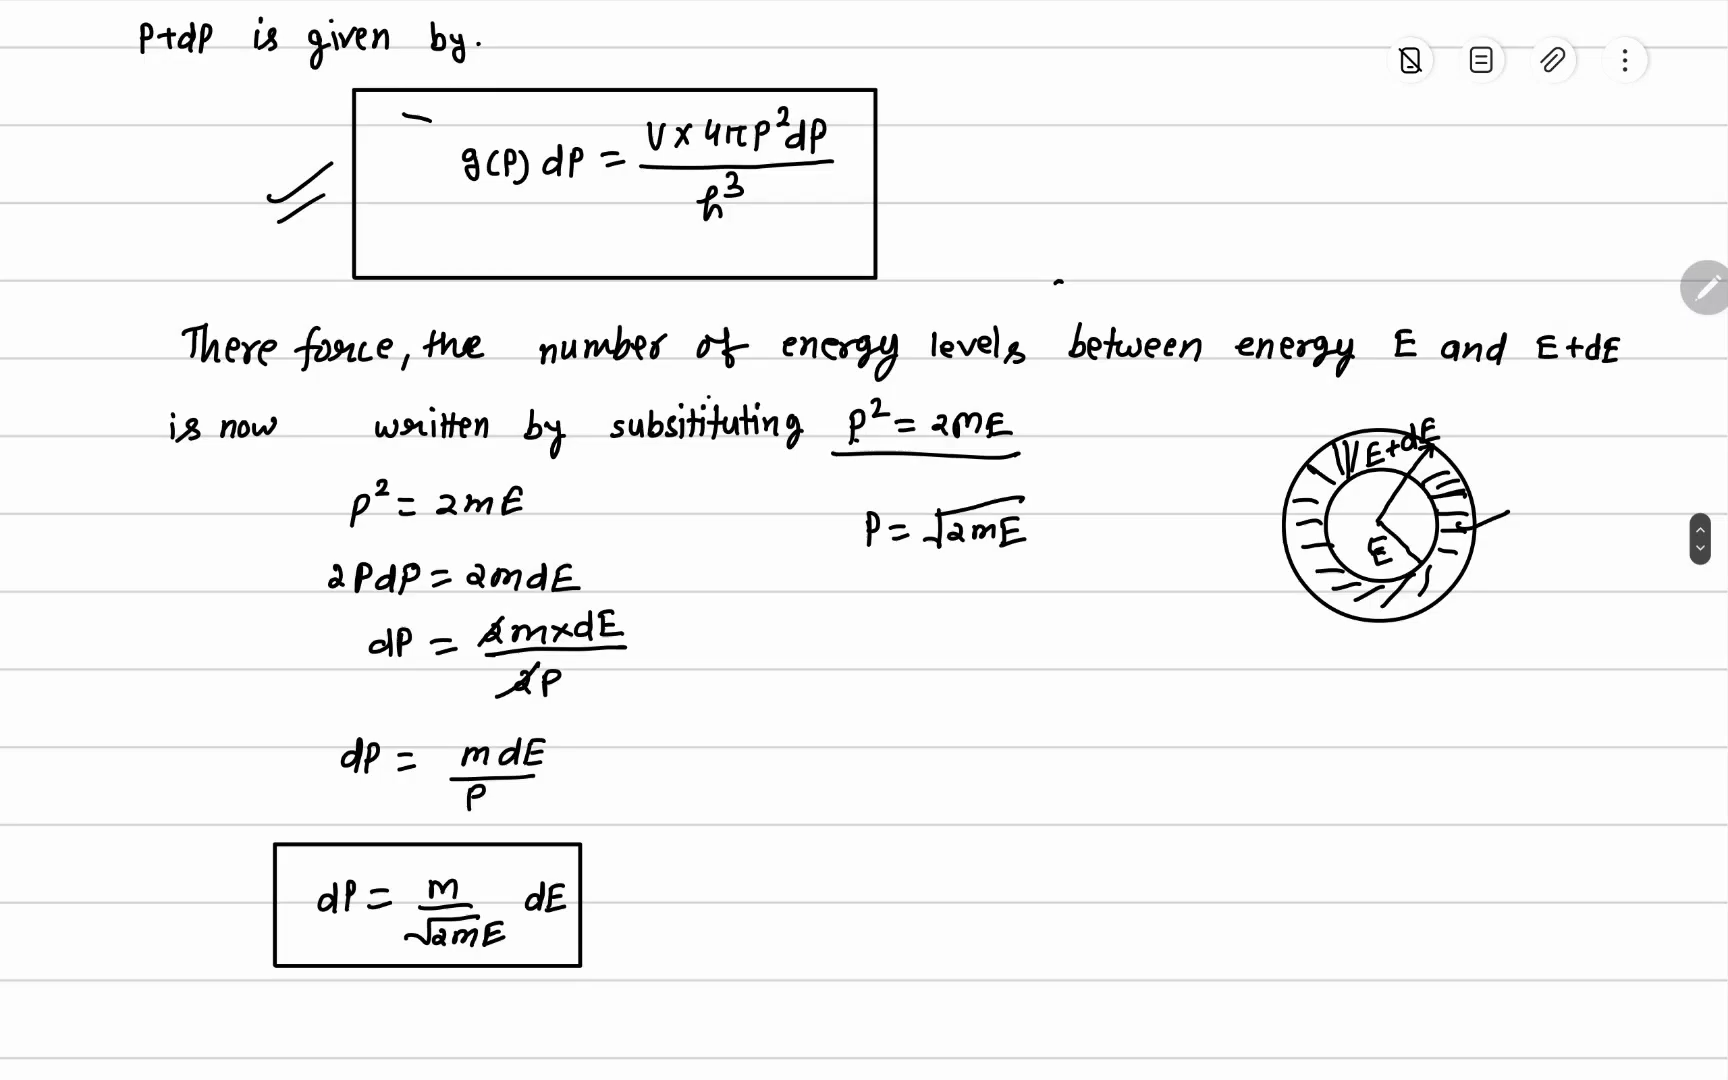 P+dP is given by.
g(P) dP = V × 4πP²dP / h³
There force, the number of energy levels between energy E and E+dE
is now written by subsitituting P² = 2mE
P² = 2mE
P = √2mE
E+dE
E
2PdP = 2mdE
dP = 2m×dE / 2P
dP = m dE / P
dP = m / √2mE dE